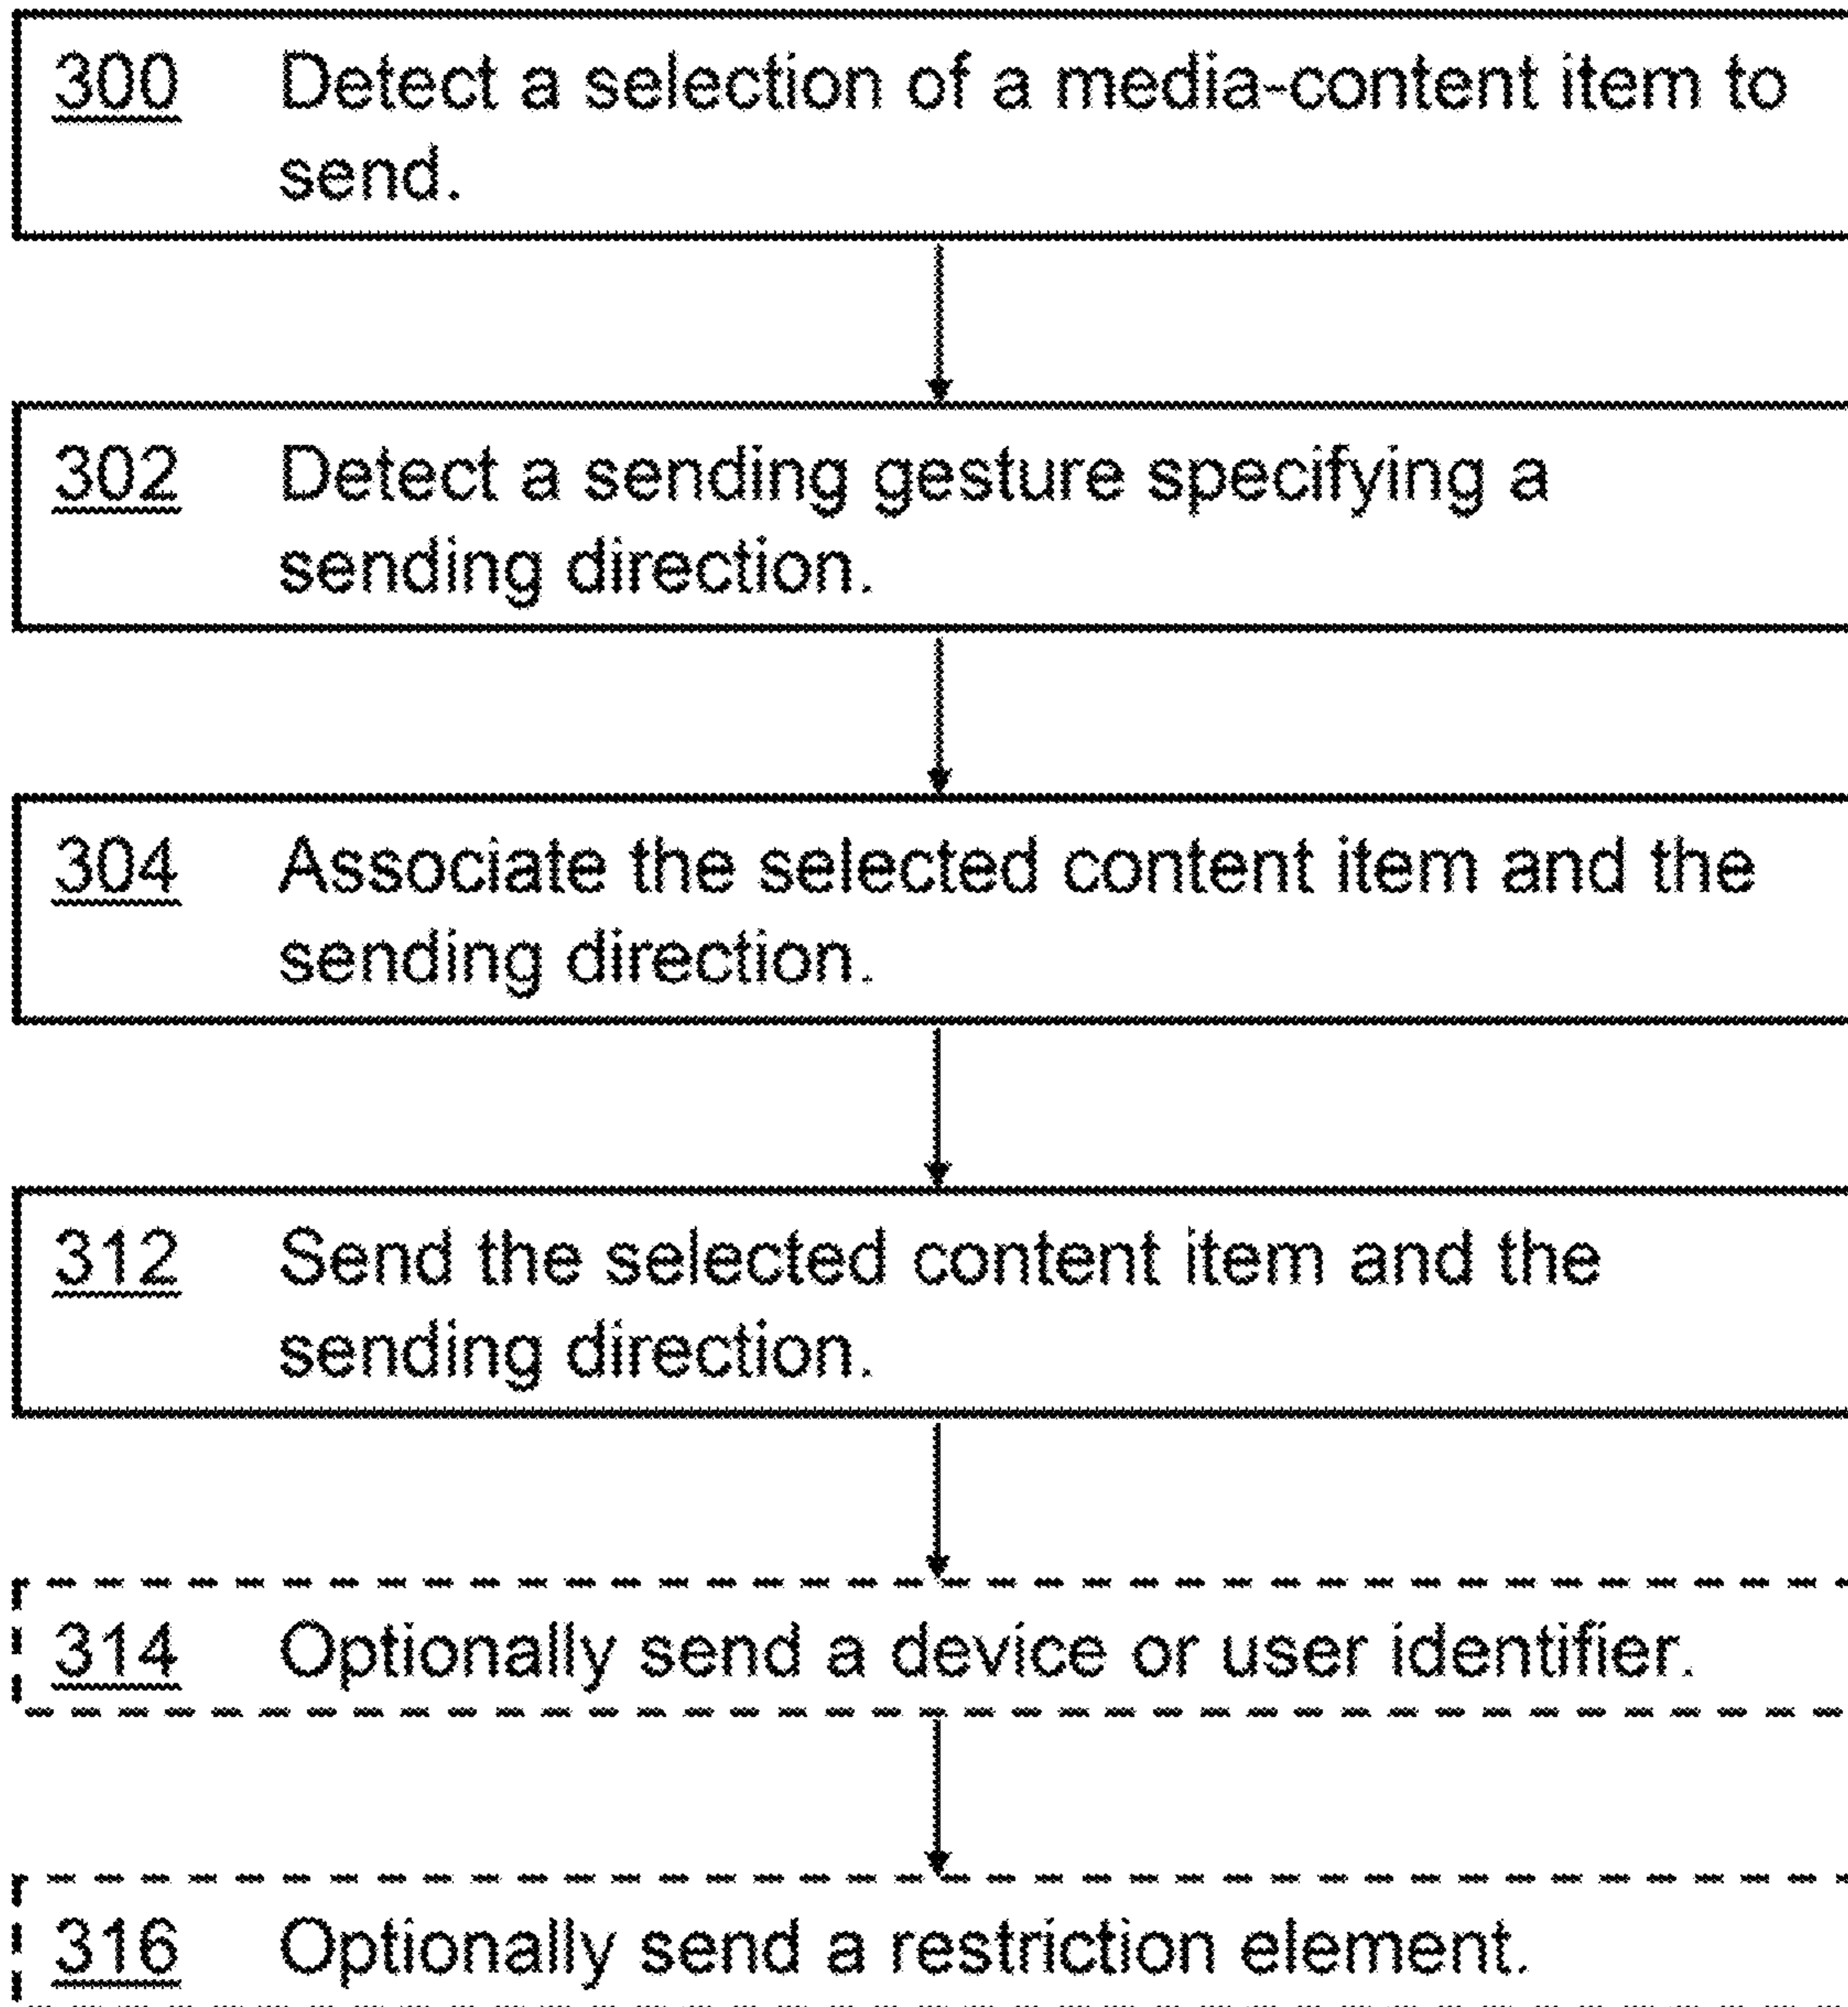 300 Detect a selection of a media-content item to
send.
302 Detect a sending gesture specifying a
sending direction.
304 Associate the selected content item and the
sending direction.
312 Send the selected content item and the
sending direction.
314 Optionally send a device or user identifier.
316 Optionally send a restriction element.